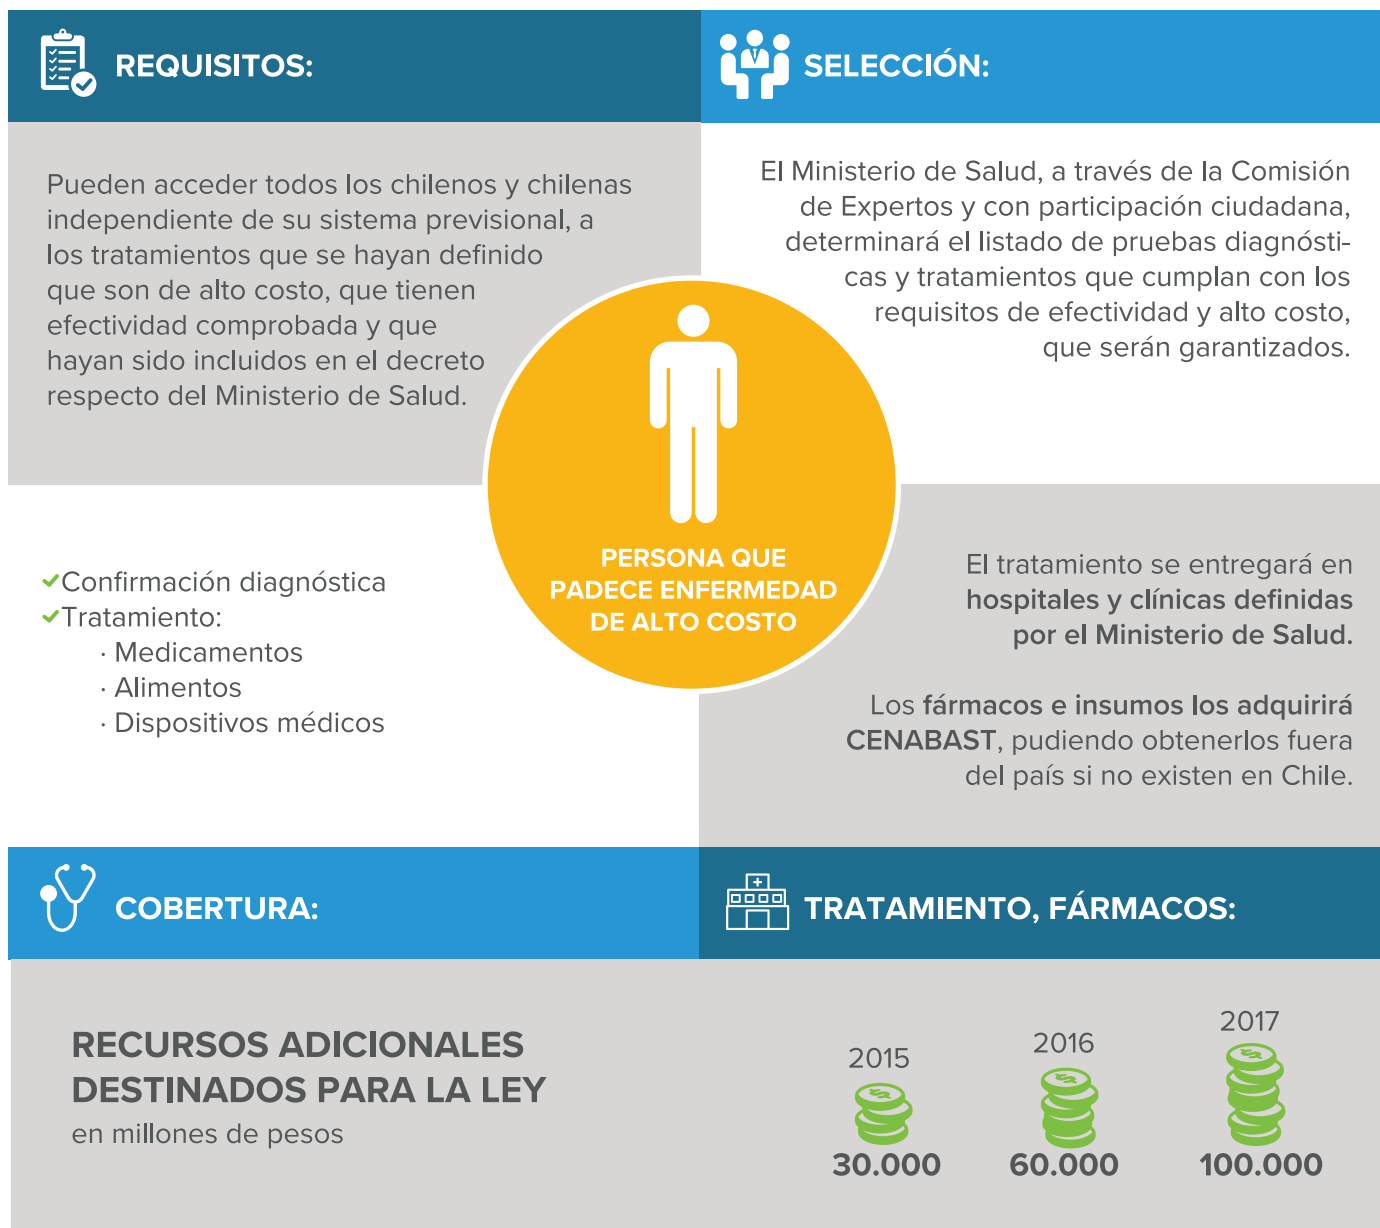 REQUISITOS:
Pueden acceder todos los chilenos y chilenas
independiente de su sistema previsional, a
los tratamientos que se hayan definido
que son de alto costo, que tienen
efectividad comprobada y que
hayan sido incluidos en el decreto
respecto del Ministerio de Salud.
SELECCIÓN:
El Ministerio de Salud, a través de la Comisión
de Expertos y con participación ciudadana,
determinará el listado de pruebas diagnósti-
cas y tratamientos que cumplan con los
requisitos de efectividad y alto costo,
que serán garantizados.
PERSONA QUE
PADECE ENFERMEDAD
DE ALTO COSTO
Confirmación diagnóstica
Tratamiento:
· Medicamentos
· Alimentos
· Dispositivos médicos
COBERTURA:
El tratamiento se entregará en
hospitales y clínicas definidas
por el Ministerio de Salud.
Los fármacos e insumos los adquirirá
CENABAST, pudiendo obtenerlos fuera
del país si no existen en Chile.
TRATAMIENTO, FÁRMACOS:
RECURSOS ADICIONALES
DESTINADOS PARA LA LEY
en millones de pesos
2015
30.000
2016
60.000
2017
100.000